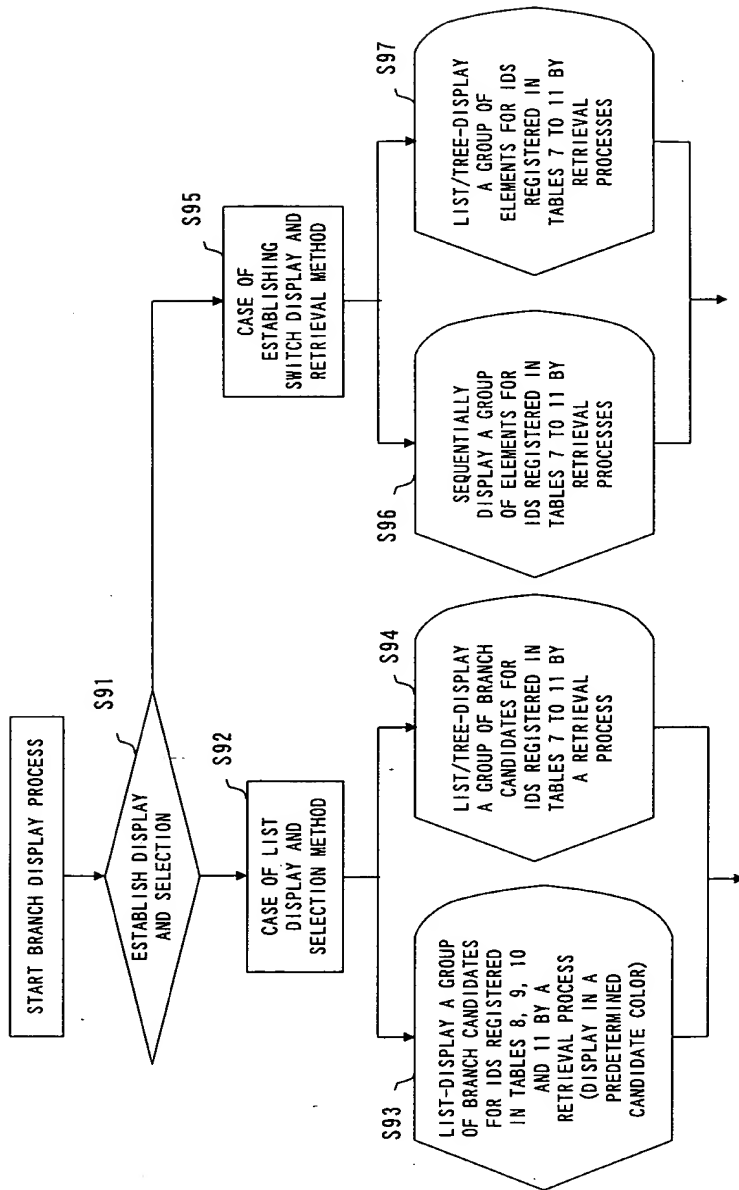 START BRANCH DISPLAY PROCESS
S91
ESTABLISH DISPLAY
AND SELECTION
S92
CASE OF LIST
DISPLAY AND
SELECTION METHOD
S95
CASE OF
ESTABLISHING
SWITCH DISPLAY AND
RETRIEVAL METHOD
S93
LIST-DISPLAY A GROUP
OF BRANCH CANDIDATES
FOR IDS REGISTERED
IN TABLES 8, 9, 10
AND 11 BY A
RETRIEVAL PROCESS
(DISPLAY IN A
PREDETERMINED
CANDIDATE COLOR)
S94
LIST/TREE-DISPLAY
A GROUP OF BRANCH
CANDIDATES FOR
IDS REGISTERED IN
TABLES 7 TO 11 BY
A RETRIEVAL
PROCESS
S96
SEQUENTIALLY
DISPLAY A GROUP
OF ELEMENTS FOR
IDS REGISTERED IN
TABLES 7 TO 11 BY
RETRIEVAL
PROCESSES
S97
LIST/TREE-DISPLAY
A GROUP OF
ELEMENTS FOR IDS
REGISTERED IN
TABLES 7 TO 11 BY
RETRIEVAL
PROCESSES